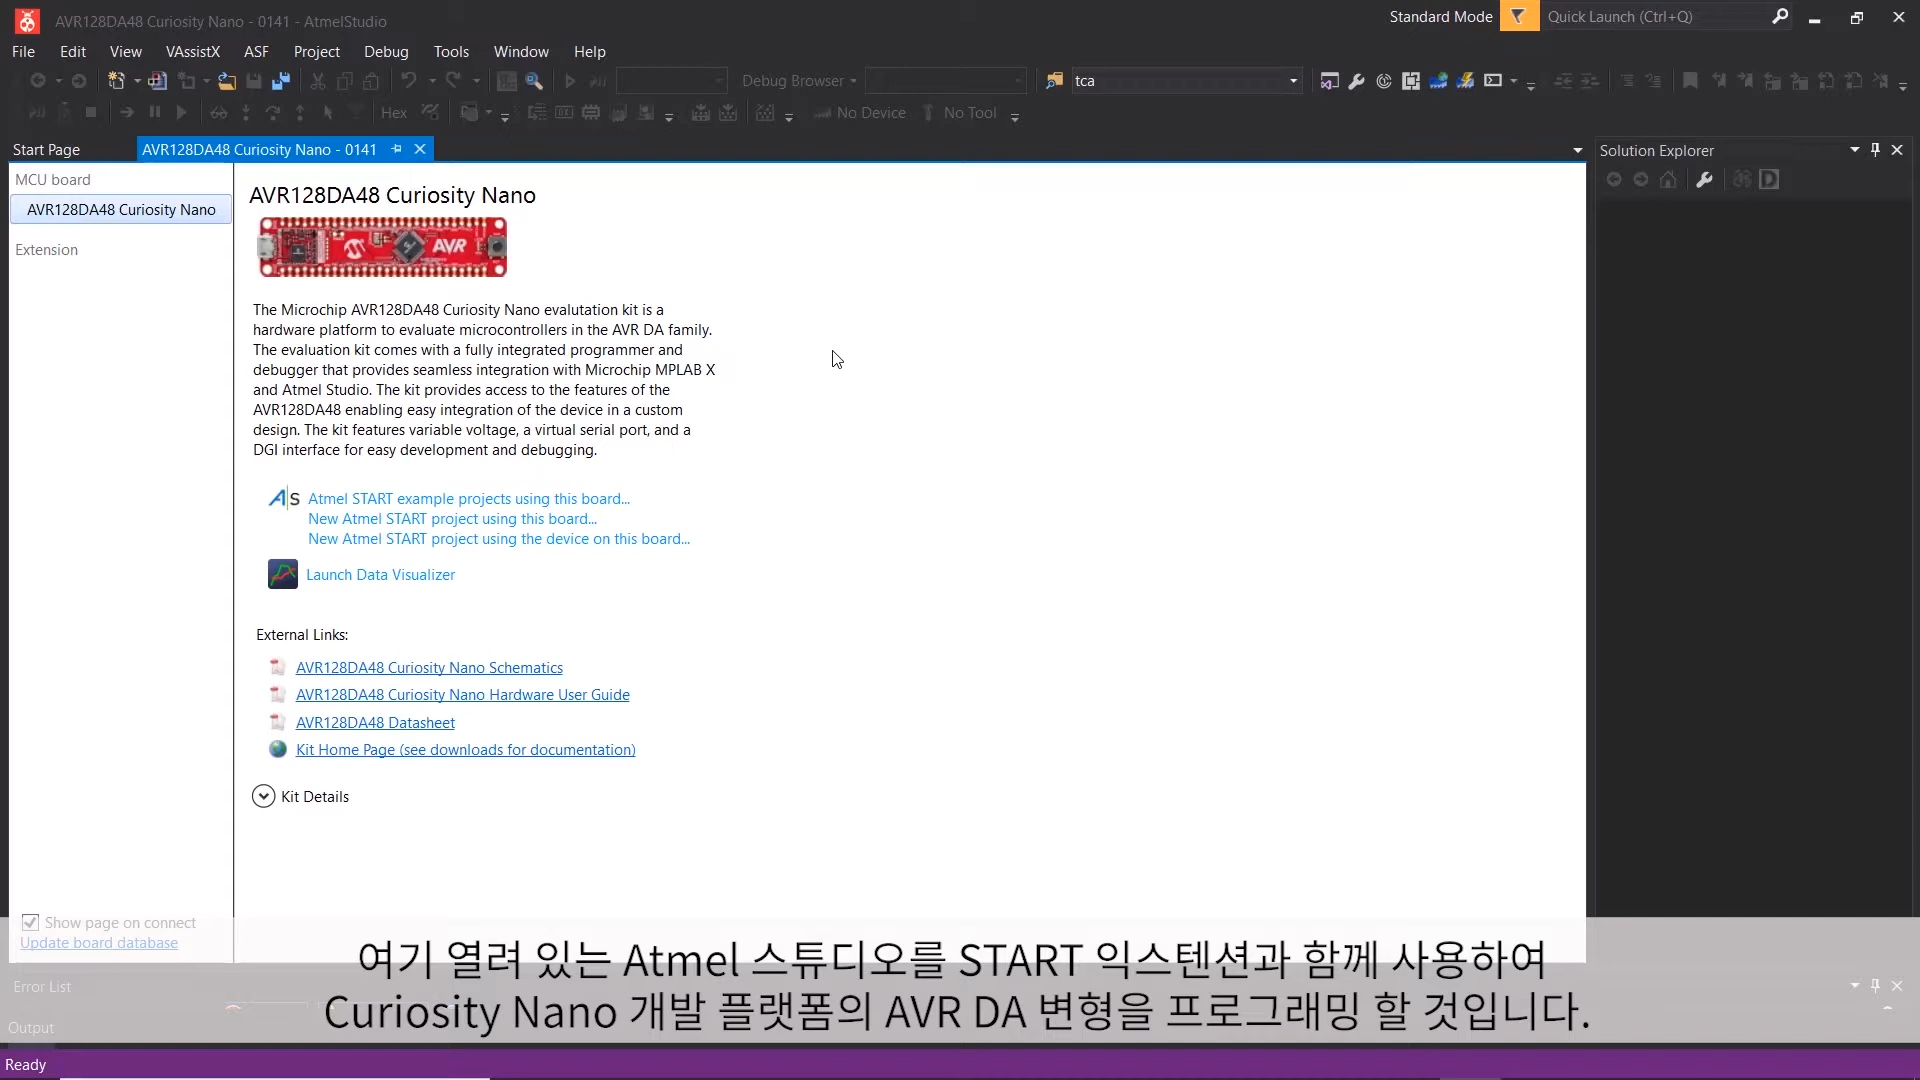 AVR128DA48 Curiosity Nano - 0141 - AtmelStudio
Standard Mode
Quick Launch (Ctrl+Q)
File Edit View VAssistX ASF Project Debug Tools Window Help
Debug Browser
tca
Hex
No Device
No Tool
Start Page
AVR128DA48 Curiosity Nano - 0141
Solution Explorer
MCU board
AVR128DA48 Curiosity Nano
Extension
AVR128DA48 Curiosity Nano
AVR
The Microchip AVR128DA48 Curiosity Nano evalutation kit is a
hardware platform to evaluate microcontrollers in the AVR DA family.
The evaluation kit comes with a fully integrated programmer and
debugger that provides seamless integration with Microchip MPLAB X
and Atmel Studio. The kit provides access to the features of the
AVR128DA48 enabling easy integration of the device in a custom
design. The kit features variable voltage, a virtual serial port, and a
DGI interface for easy development and debugging.
AS Atmel START example projects using this board...
New Atmel START project using this board...
New Atmel START project using the device on this board...
Launch Data Visualizer
External Links:
AVR128DA48 Curiosity Nano Schematics
AVR128DA48 Curiosity Nano Hardware User Guide
AVR128DA48 Datasheet
Kit Home Page (see downloads for documentation)
Kit Details
Show page on connect
Update board database
여기 열려 있는 Atmel 스튜디오를 START 익스텐션과 함께 사용하여
Curiosity Nano 개발 플랫폼의 AVR DA 변형을 프로그래밍 할 것입니다.
Error List
Output
Ready